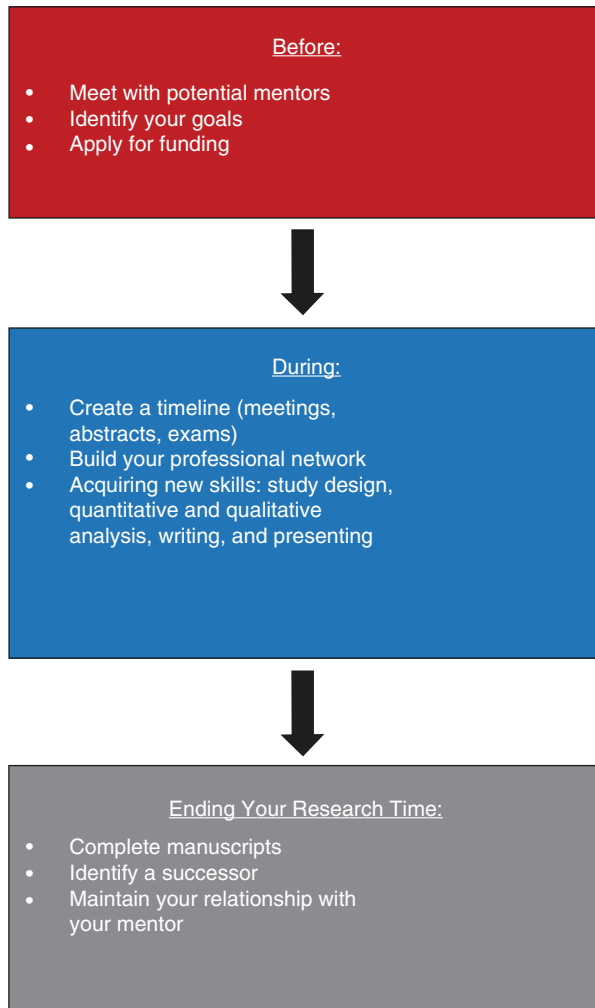 Before:
• Meet with potential mentors
• Identify your goals
• Apply for funding
During:
• Create a timeline (meetings,
abstracts, exams)
• Build your professional network
• Acquiring new skills: study design,
quantitative and qualitative
analysis, writing, and presenting
Ending Your Research Time:
• Complete manuscripts
• Identify a successor
• Maintain your relationship with
your mentor